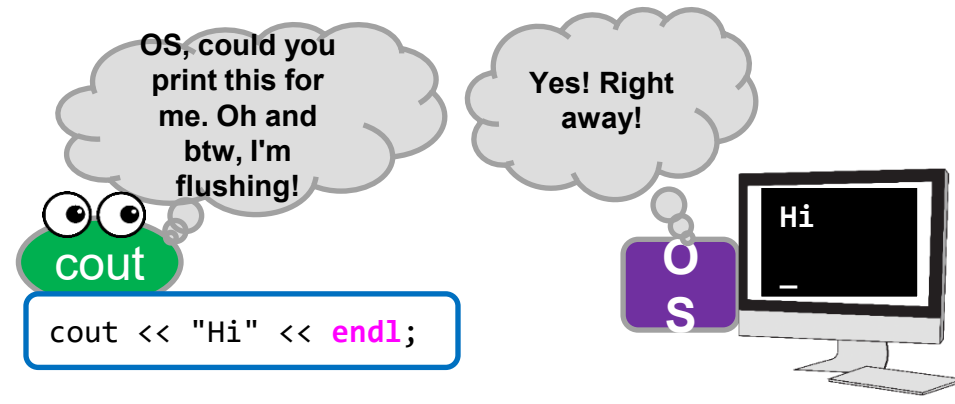 OS, could you
print this for
me. Oh and
btw, I'm
flushing!
Yes! Right
away!
cout
cout << "Hi" << endl;
O
S
Hi
_